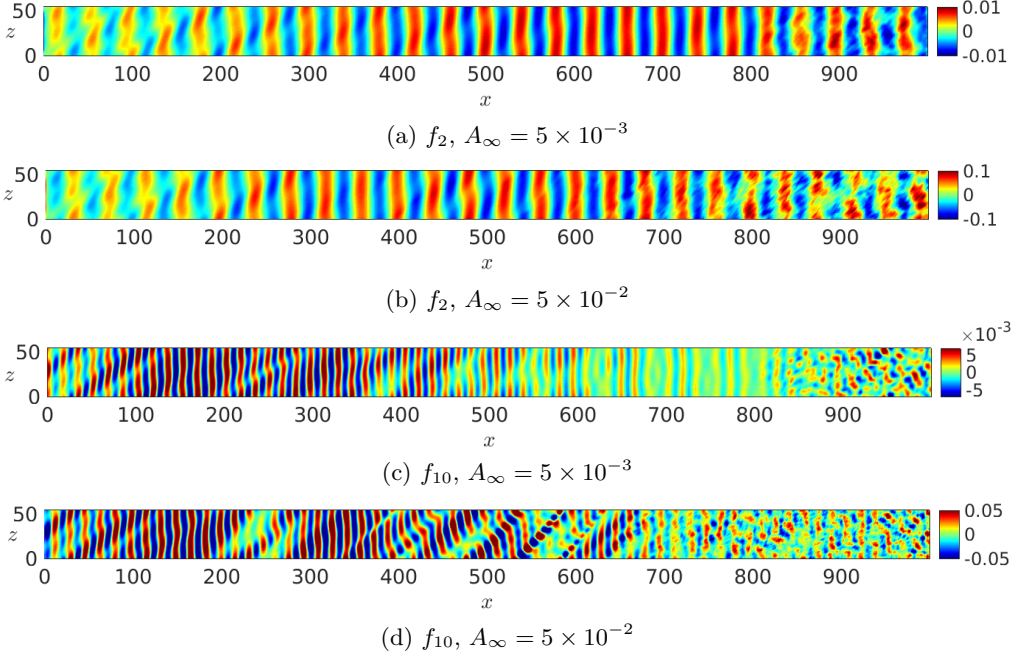 50 0.01
z
0 -0.01
0 100 200 300 400 500 600 700 800 900
x
(a) f₂, A∞ = 5 × 10⁻³
50 0.1
z 0
0 -0.1
0 100 200 300 400 500 600 700 800 900
x
(b) f₂, A∞ = 5 × 10⁻²
×10⁻³
50 5
z 0
0 -5
0 100 200 300 400 500 600 700 800 900
x
(c) f₁₀, A∞ = 5 × 10⁻³
50 0.05
z 0
0 -0.05
0 100 200 300 400 500 600 700 800 900
x
(d) f₁₀, A∞ = 5 × 10⁻²